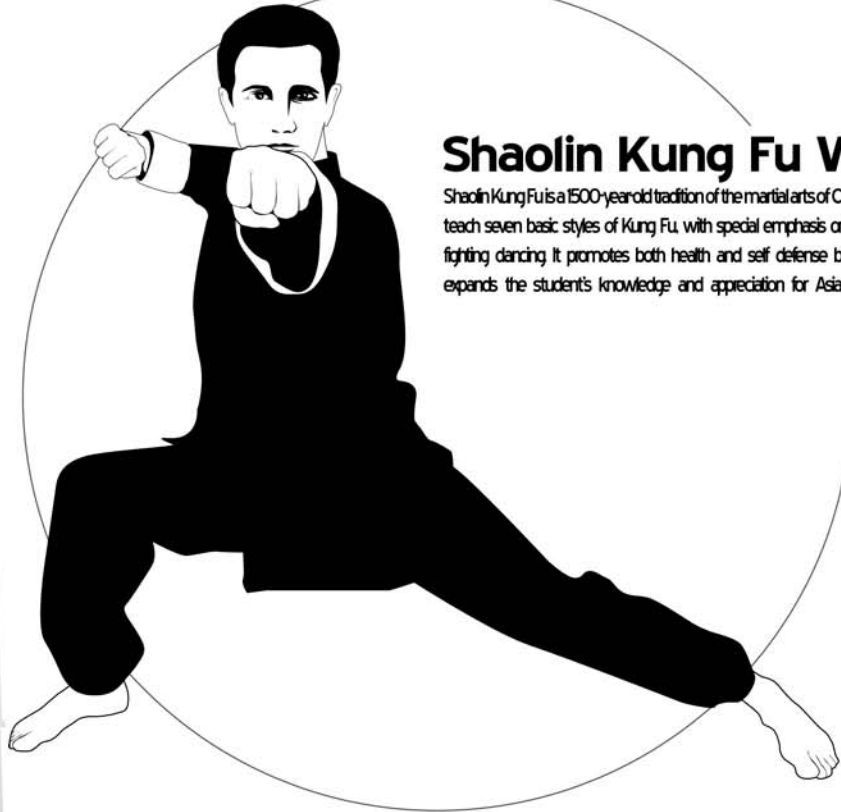 Shaolin Kung Fu
Shaolin Kung Fu is a 1500-year-old tradition of the martial arts of
teach seven basic styles of Kung Fu, with special emphasis
fighting dancing. It promotes both health and self defense
expands the student's knowledge and appreciation for